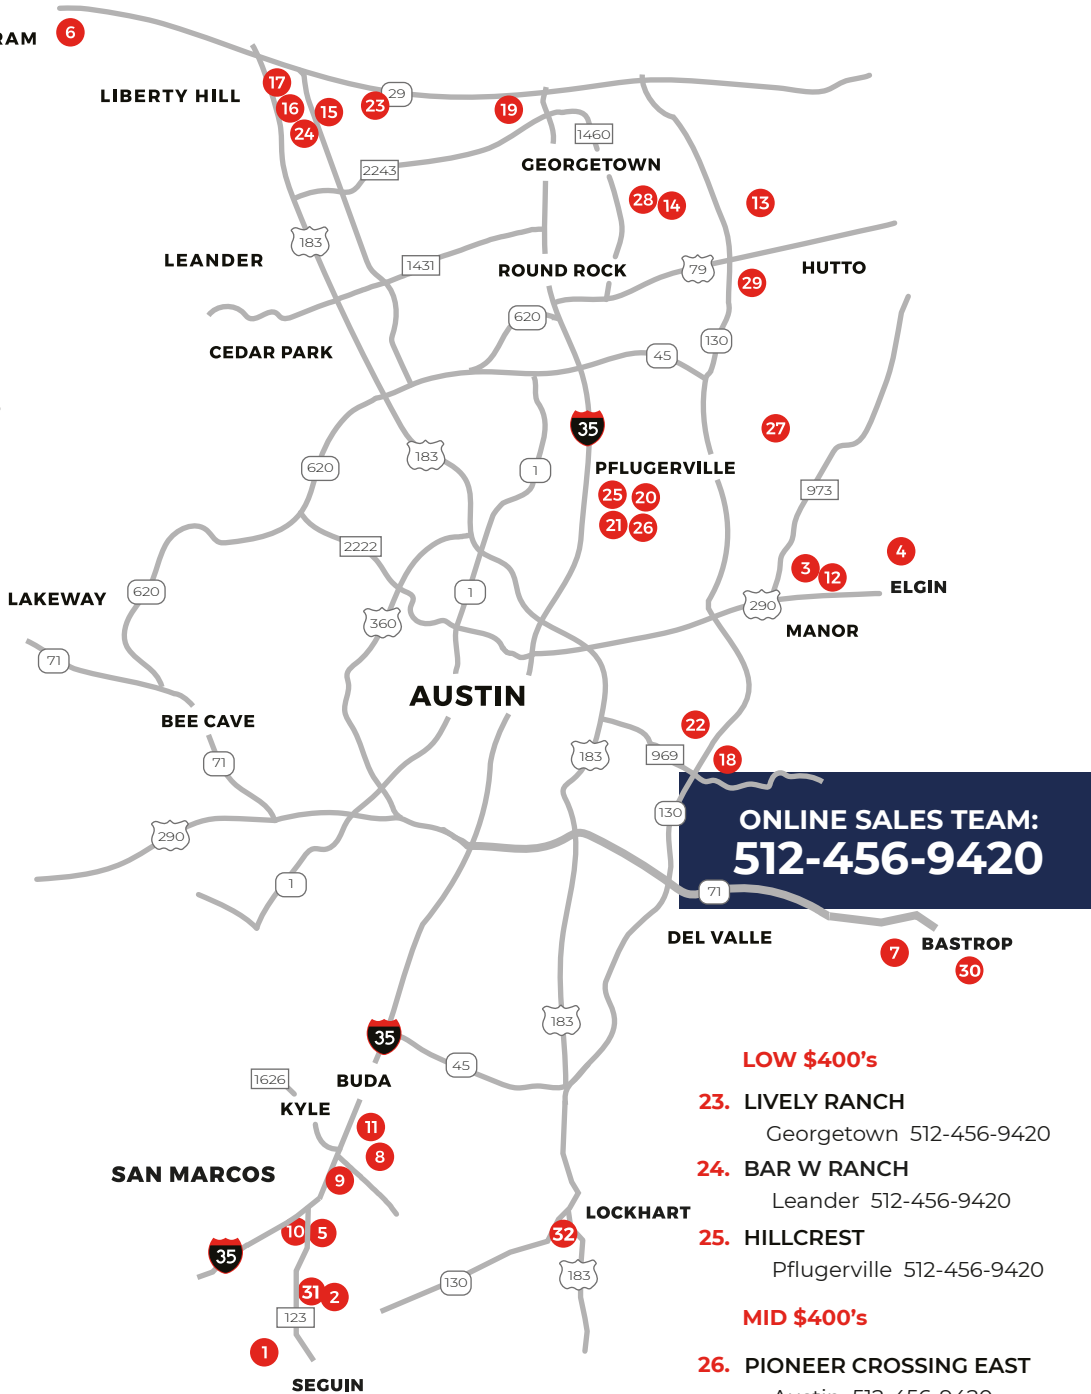 RAM
6
17
LIBERTY HILL
16
15
23
29
19
24
1460
2243
GEORGETOWN
28
14
13
183
LEANDER
1431
ROUND ROCK
79
HUTTO
29
620
130
CEDAR PARK
45
35
27
183
620
1
PFLUGERVILLE
25
20
973
21
26
2222
4
3
12
ELGIN
LAKEWAY
620
1
290
360
MANOR
71
AUSTIN
BEE CAVE
22
183
969
18
71
130
ONLINE SALES TEAM:
512-456-9420
290
1
71
DEL VALLE
BASTROP
7
30
183
35
45
1626
BUDA
KYLE
11
8
SAN MARCOS
9
LOCKHART
10
5
32
35
130
183
31
2
123
1
SEGUIN
LOW $400's
23. LIVELY RANCH
Georgetown 512-456-9420
24. BAR W RANCH
Leander 512-456-9420
25. HILLCREST
Pflugerville 512-456-9420
MID $400's
26. PIONEER CROSSING EAST
Austin 512-456-9420